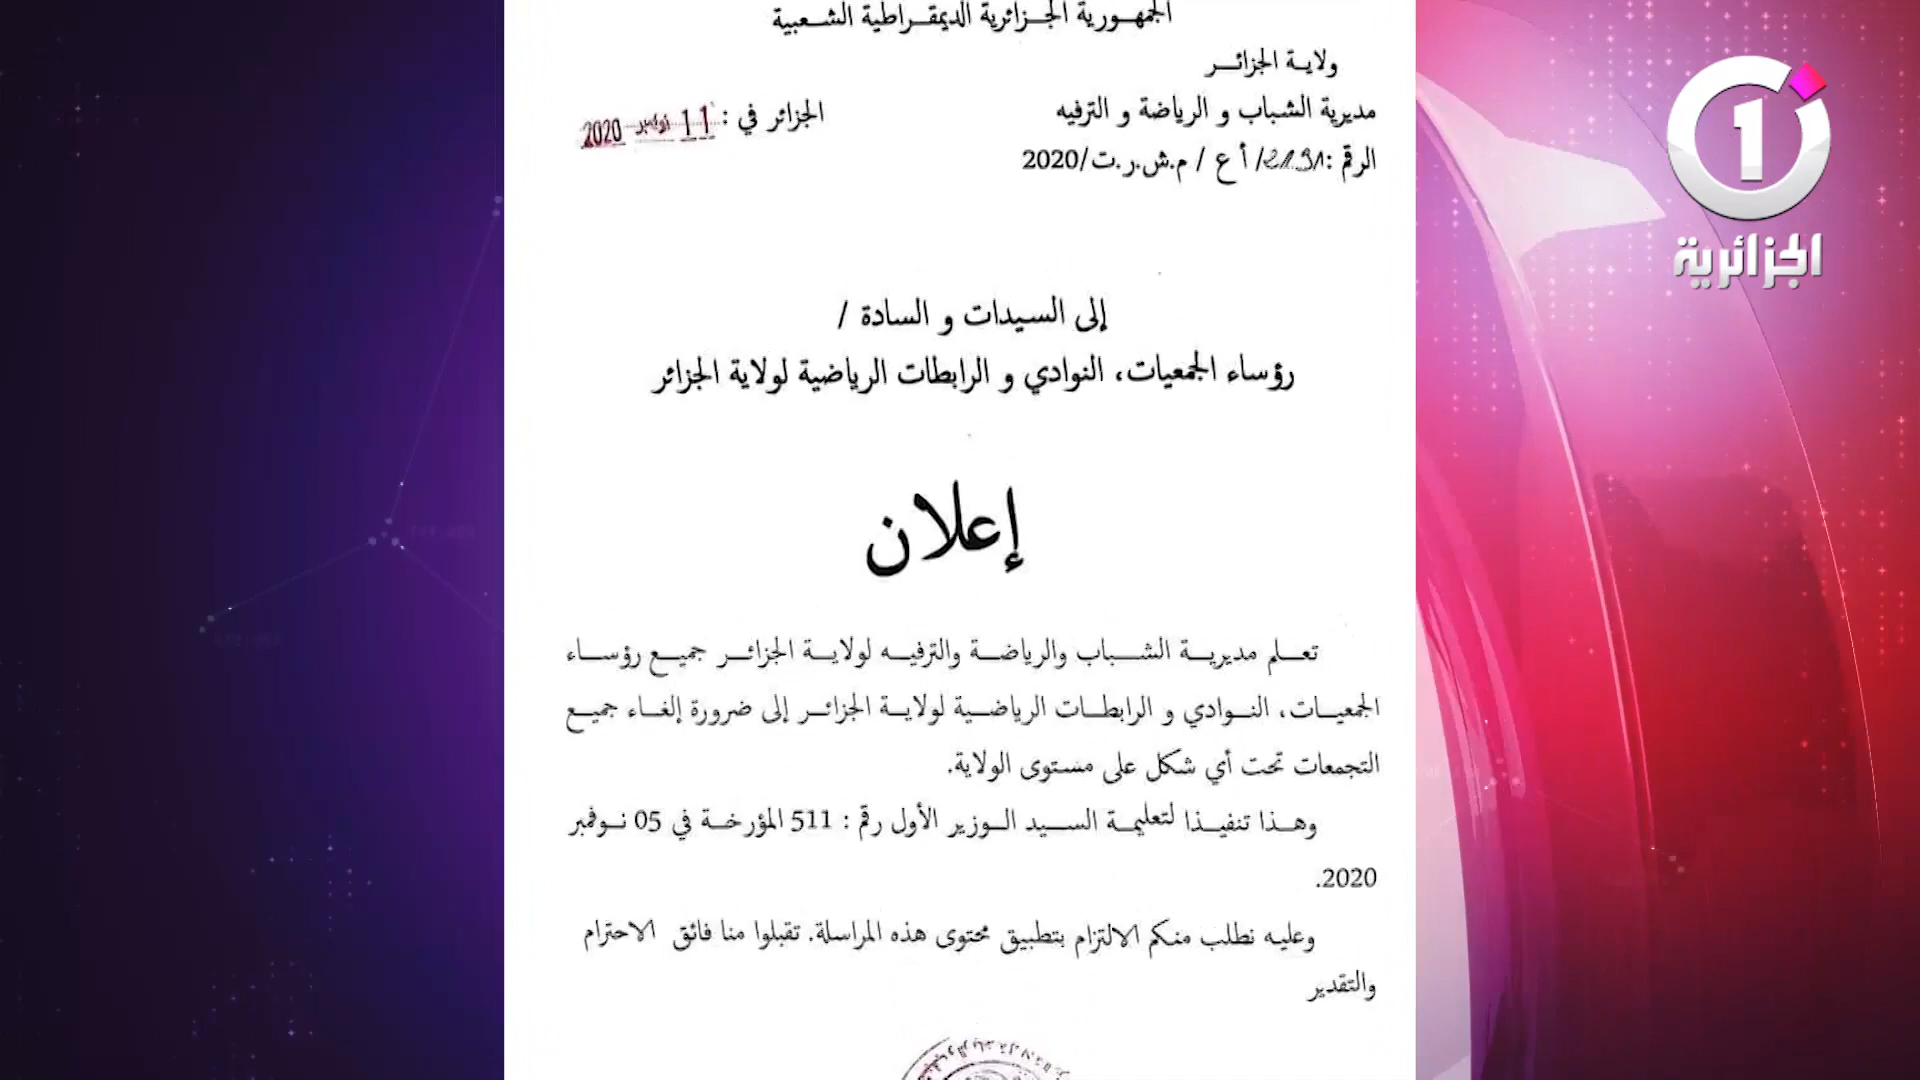 الجمهورية الجزائرية الديمقراطية الشعبية
ولاية الجزائر
مديرية الشباب و الرياضة و الترفيه
الجزائر في : 11 نوفمبر 2020
الرقم : /أ ع / م.ش.ر.ت/2020
إلى السيدات و السادة /
رؤساء الجمعيات، النوادي و الرابطات الرياضية لولاية الجزائر
إعلان
تعلم مديرية الشباب والرياضة والترفيه لولاية الجزائر جميع رؤساء
الجمعيات، النوادي و الرابطات الرياضية لولاية الجزائر إلى ضرورة إلغاء جميع
التجمعات تحت أي شكل على مستوى الولاية.
وهذا تنفيذا لتعليمة السيد الوزير الأول رقم : 511 المؤرخة في 05 نوفمبر
2020.
وعليه نطلب منكم الالتزام بتطبيق محتوى هذه المراسلة. تقبلوا منا فائق الاحترام
والتقدير
1
الجزائرية